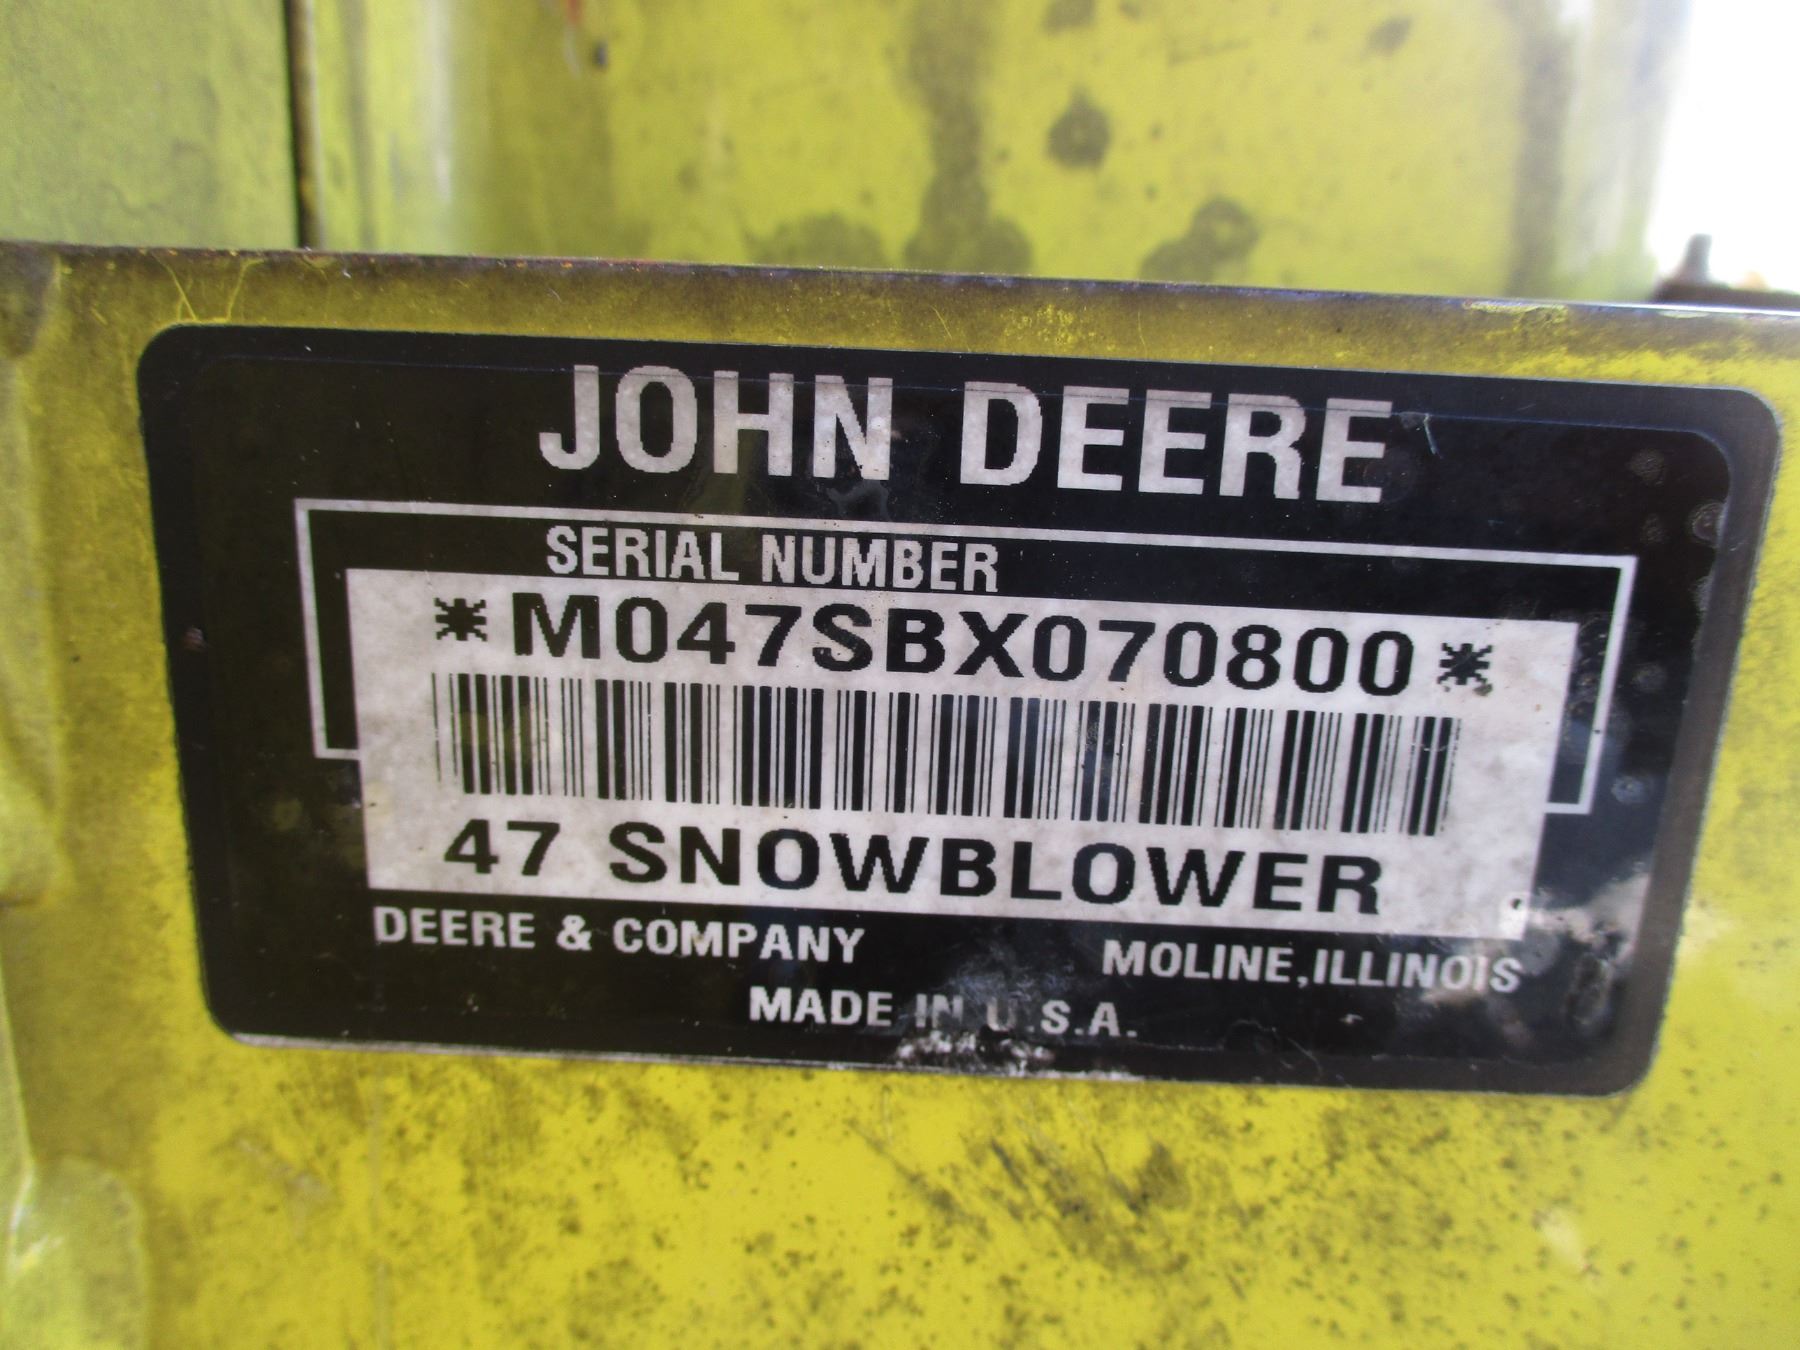 JOHN DEERE
SERIAL NUMBER
*M047SBX070800*
47 SNOWBLOWER
DEERE & COMPANY MOLINE, ILLINOIS
MADE IN U.S.A.